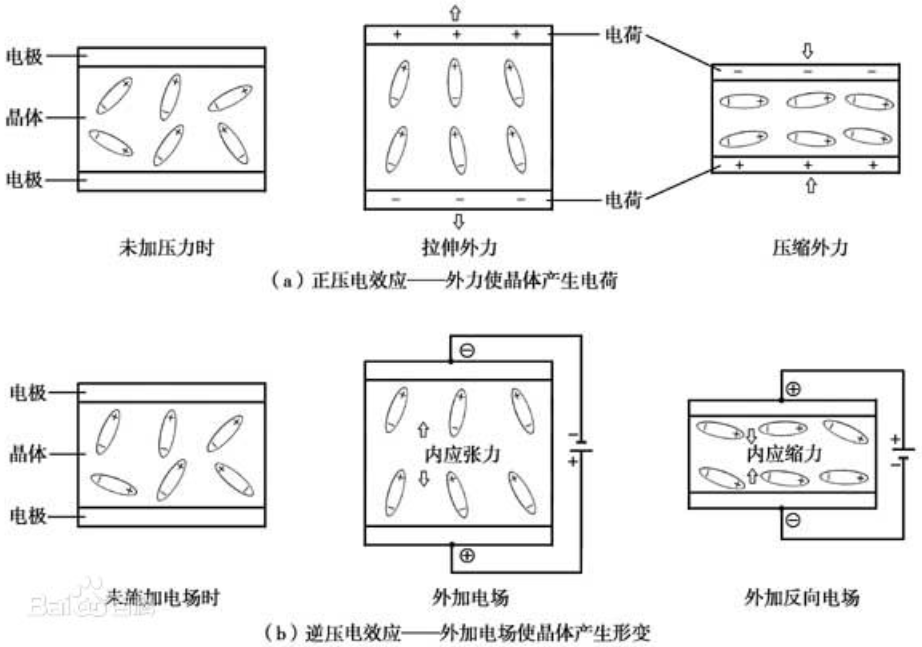 电极
晶体
电极
+ + +
- - -
电荷
电荷
- - -
+ + +
未加压力时 拉伸外力 压缩外力
(a) 正压电效应——外力使晶体产生电荷
电极
晶体
电极
⊖
内应张力
⊕
-
+
⊕
内应缩力
⊖
+
-
未施加电场时 外加电场 外加反向电场
Bai 百科
(b) 逆压电效应——外加电场使晶体产生形变